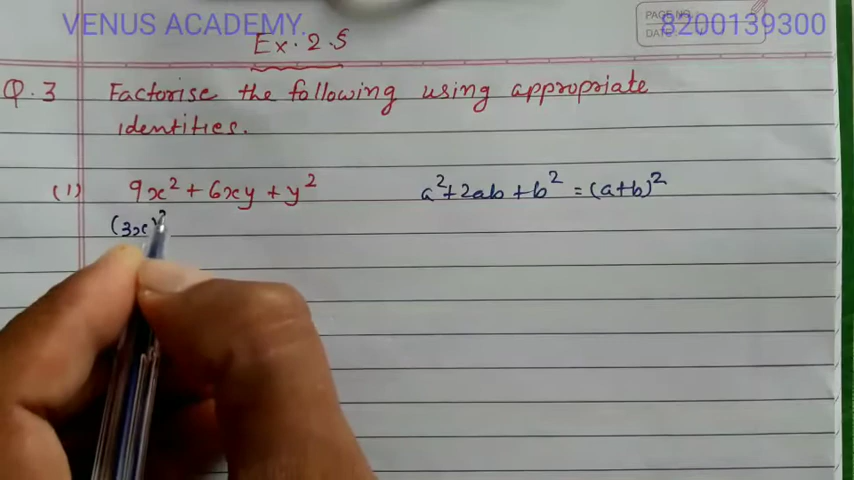 VENUS ACADEMY.
8200139300
PAGE NO.
DATE
Ex. 2.5
Q.3 Factorise the following using appropriate
identities.
(1) 9x² + 6xy + y² a² + 2ab + b² = (a+b)²
(3x)²